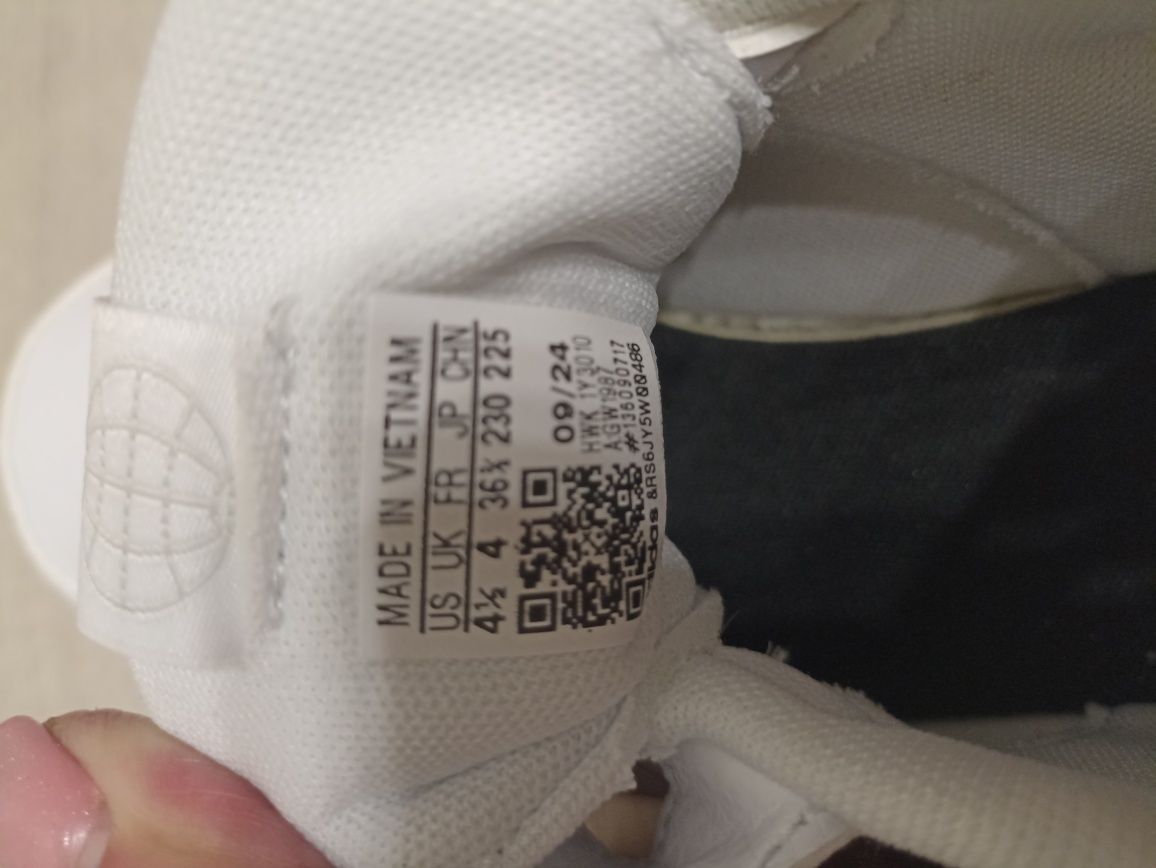 MADE IN VIETNAM
US UK FR JP CHN
4½ 4 36⅔ 230 225
09/24
HWK 1Y3010
AGW1987
#136090717
adidas &RS6JY5W00486